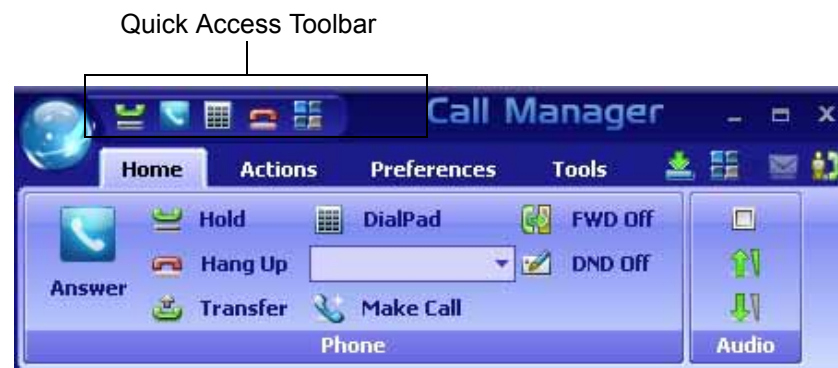 Quick Access Toolbar
Call Manager
Home Actions Preferences Tools
Hold DialPad FWD Off
Hang Up DND Off
Answer
Transfer Make Call
Phone Audio